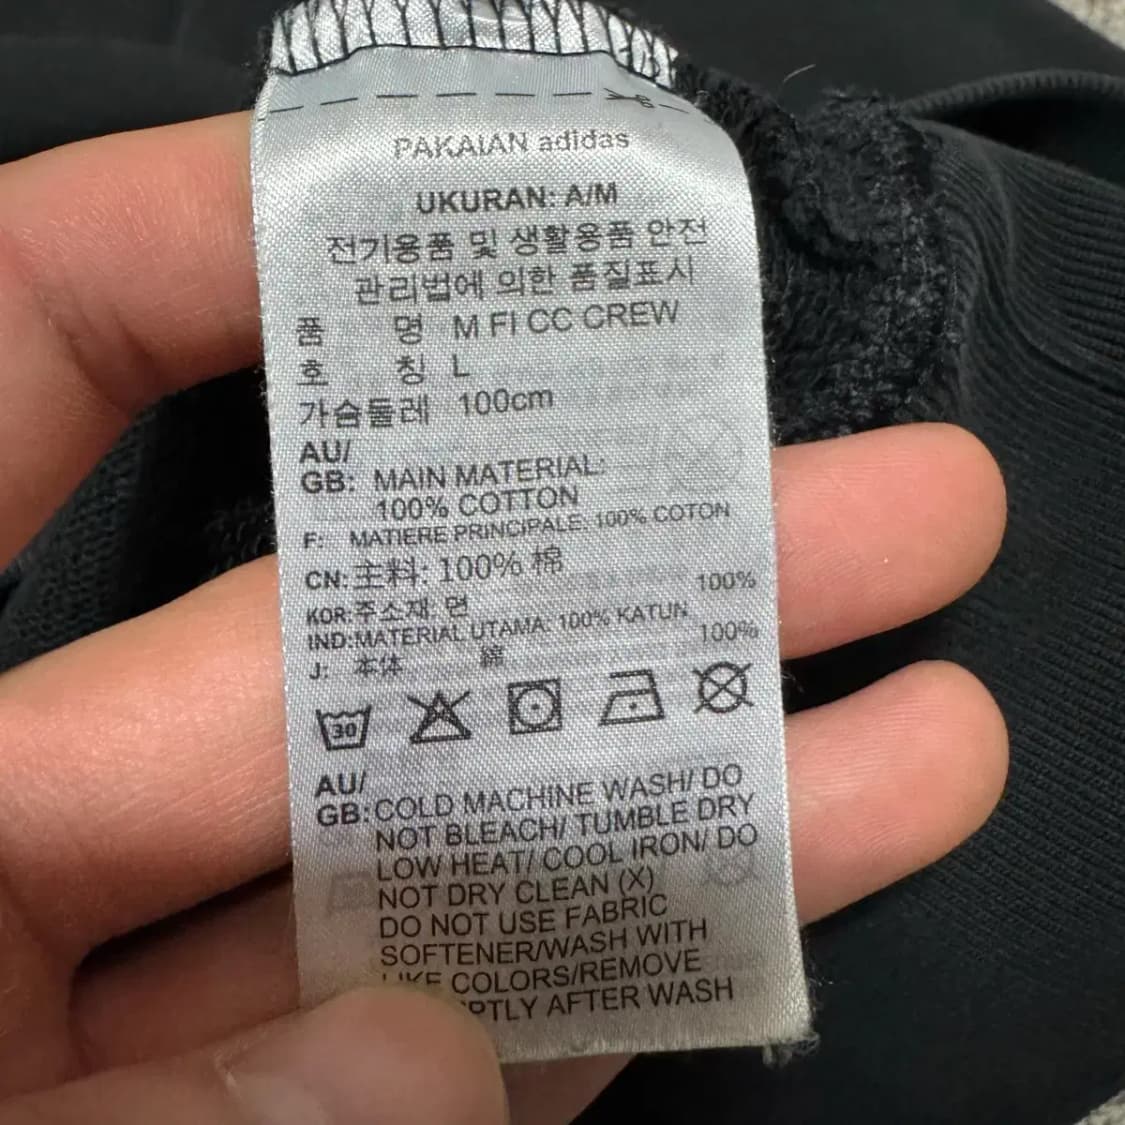 PAKAIAN adidas
UKURAN: A/M
전기용품 및 생활용품 안전
관리법에 의한 품질표시
품 명 M FI CC CREW
호 칭 L
가슴둘레 100cm
AU/
GB: MAIN MATERIAL:
100% COTTON
F: MATIERE PRINCIPALE: 100% COTON
CN: 主料: 100% 棉
KOR: 주소재: 면 100%
IND: MATERIAL UTAMA: 100% KATUN
J: 本体 綿 100%
30
AU/
GB: COLD MACHINE WASH/ DO
NOT BLEACH/ TUMBLE DRY
LOW HEAT/ COOL IRON/ DO
NOT DRY CLEAN (X)
DO NOT USE FABRIC
SOFTENER/WASH WITH
LIKE COLORS/REMOVE
PTLY AFTER WASH